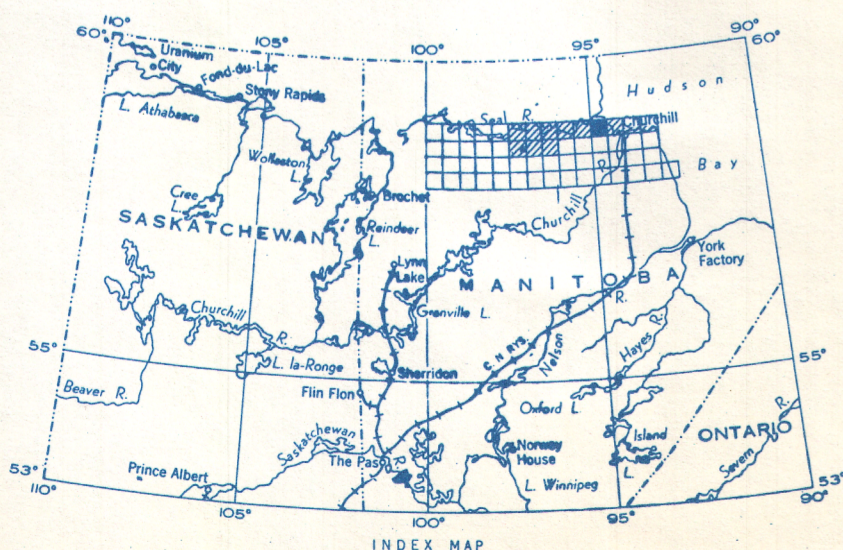 110°
60°
105°
100°
95°
90°
60°
Uranium
City
Fond-du-Lac
Stony Rapids
L. Athabasca
Hudson
Bay
Seal R.
Churchill
R.
Wollaston
L.
Cree
L.
Brochet
Reindeer
L.
SASKATCHEWAN
Churchill
Lynn
Lake
MANITOBA
York
Factory
Granville L.
R.
Churchill
R.
C N RYS.
Nelson
Hayes R.
55°
55°
L. la-Ronge
Sherridon
Beaver R.
Flin Flon
Oxford L.
Saskatchewan
R.
Island
L.
ONTARIO
R.
Severn
Norway
House
The Pas
Prince Albert
L. Winnipeg
53°
110°
105°
100°
95°
53°
90°
INDEX MAP